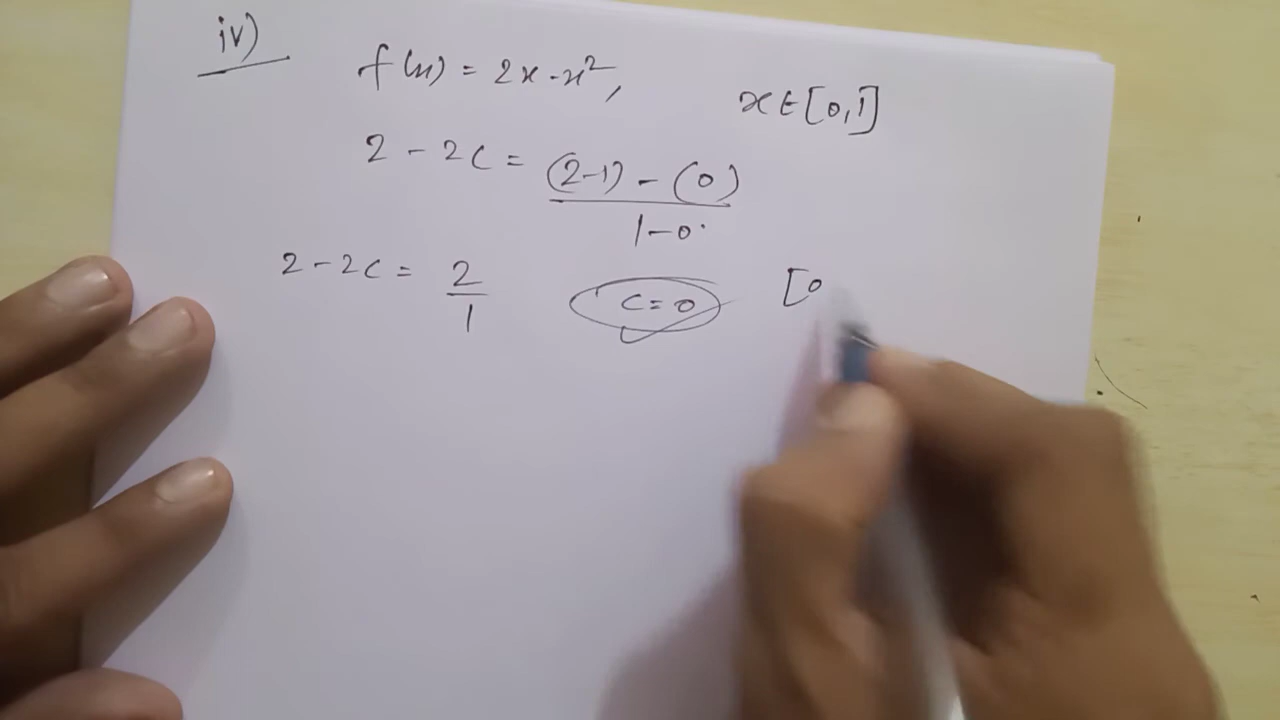 iv)
f(x) = 2x - x², x ∈ [0,1]
2 - 2c = (2-1) - (0) / 1-0
2 - 2c = 2/1 c = 0 [0